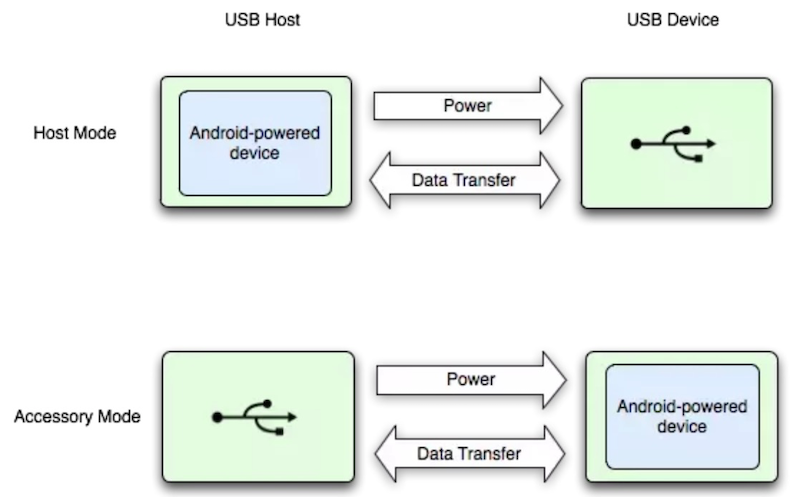 USB Host
USB Device
Host Mode
Android-powered
device
Power
Data Transfer
Accessory Mode
Power
Data Transfer
Android-powered
device